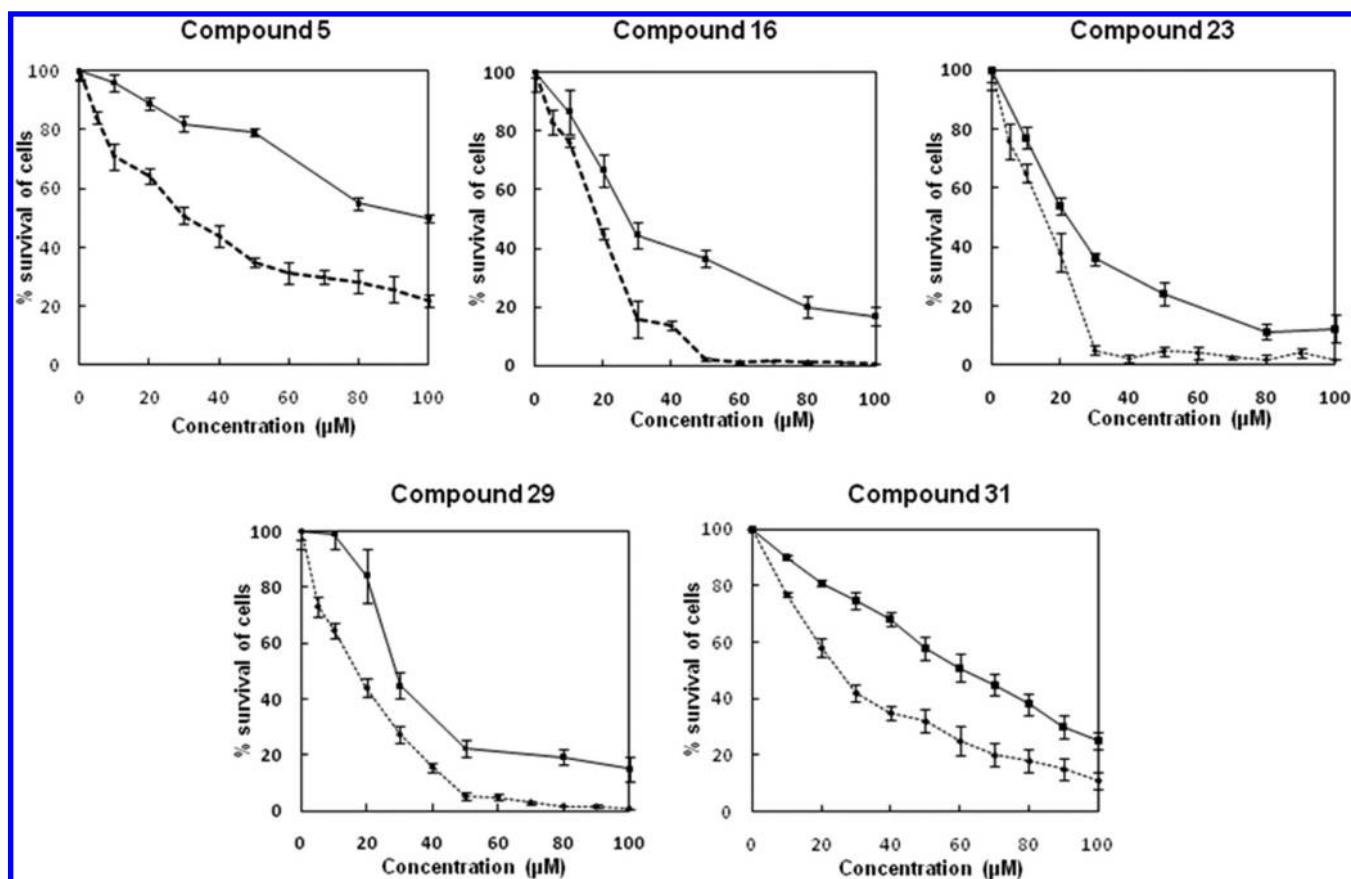 Compound 5
Compound 16
Compound 23
% survival of cells
100
80
60
40
20
0
0 20 40 60 80 100
Concentration (µM)
% survival of cells
100
80
60
40
20
0
0 20 40 60 80 100
Concentration (µM)
% survival of cells
100
80
60
40
20
0
0 20 40 60 80 100
Concentration (µM)
Compound 29
Compound 31
% survival of cells
100
80
60
40
20
0
0 20 40 60 80 100
Concentration (µM)
% survival of cells
100
80
60
40
20
0
0 20 40 60 80 100
Concentration (µM)